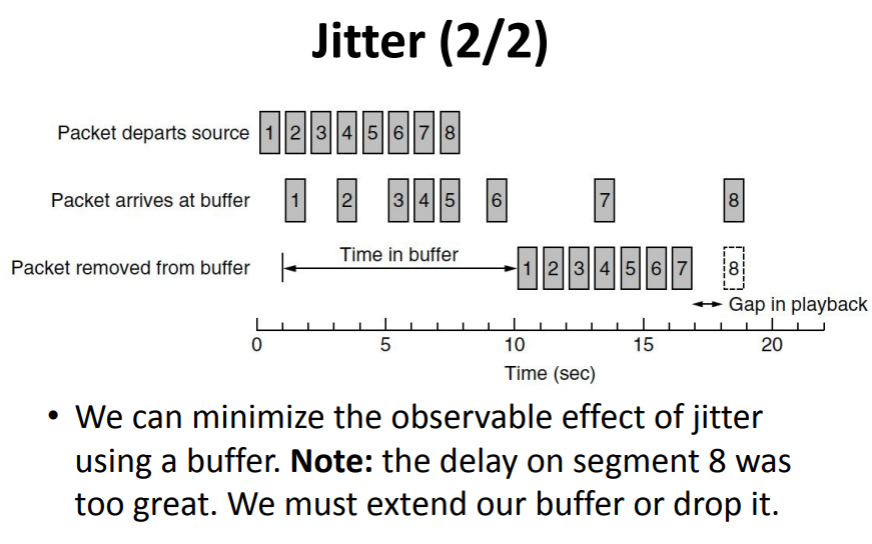 Jitter (2/2)
Packet departs source 1 2 3 4 5 6 7 8
Packet arrives at buffer 1 2 3 4 5 6 7 8
Time in buffer
Packet removed from buffer 1 2 3 4 5 6 7 8
Gap in playback
0 5 10 15 20
Time (sec)
• We can minimize the observable effect of jitter
using a buffer. Note: the delay on segment 8 was
too great. We must extend our buffer or drop it.